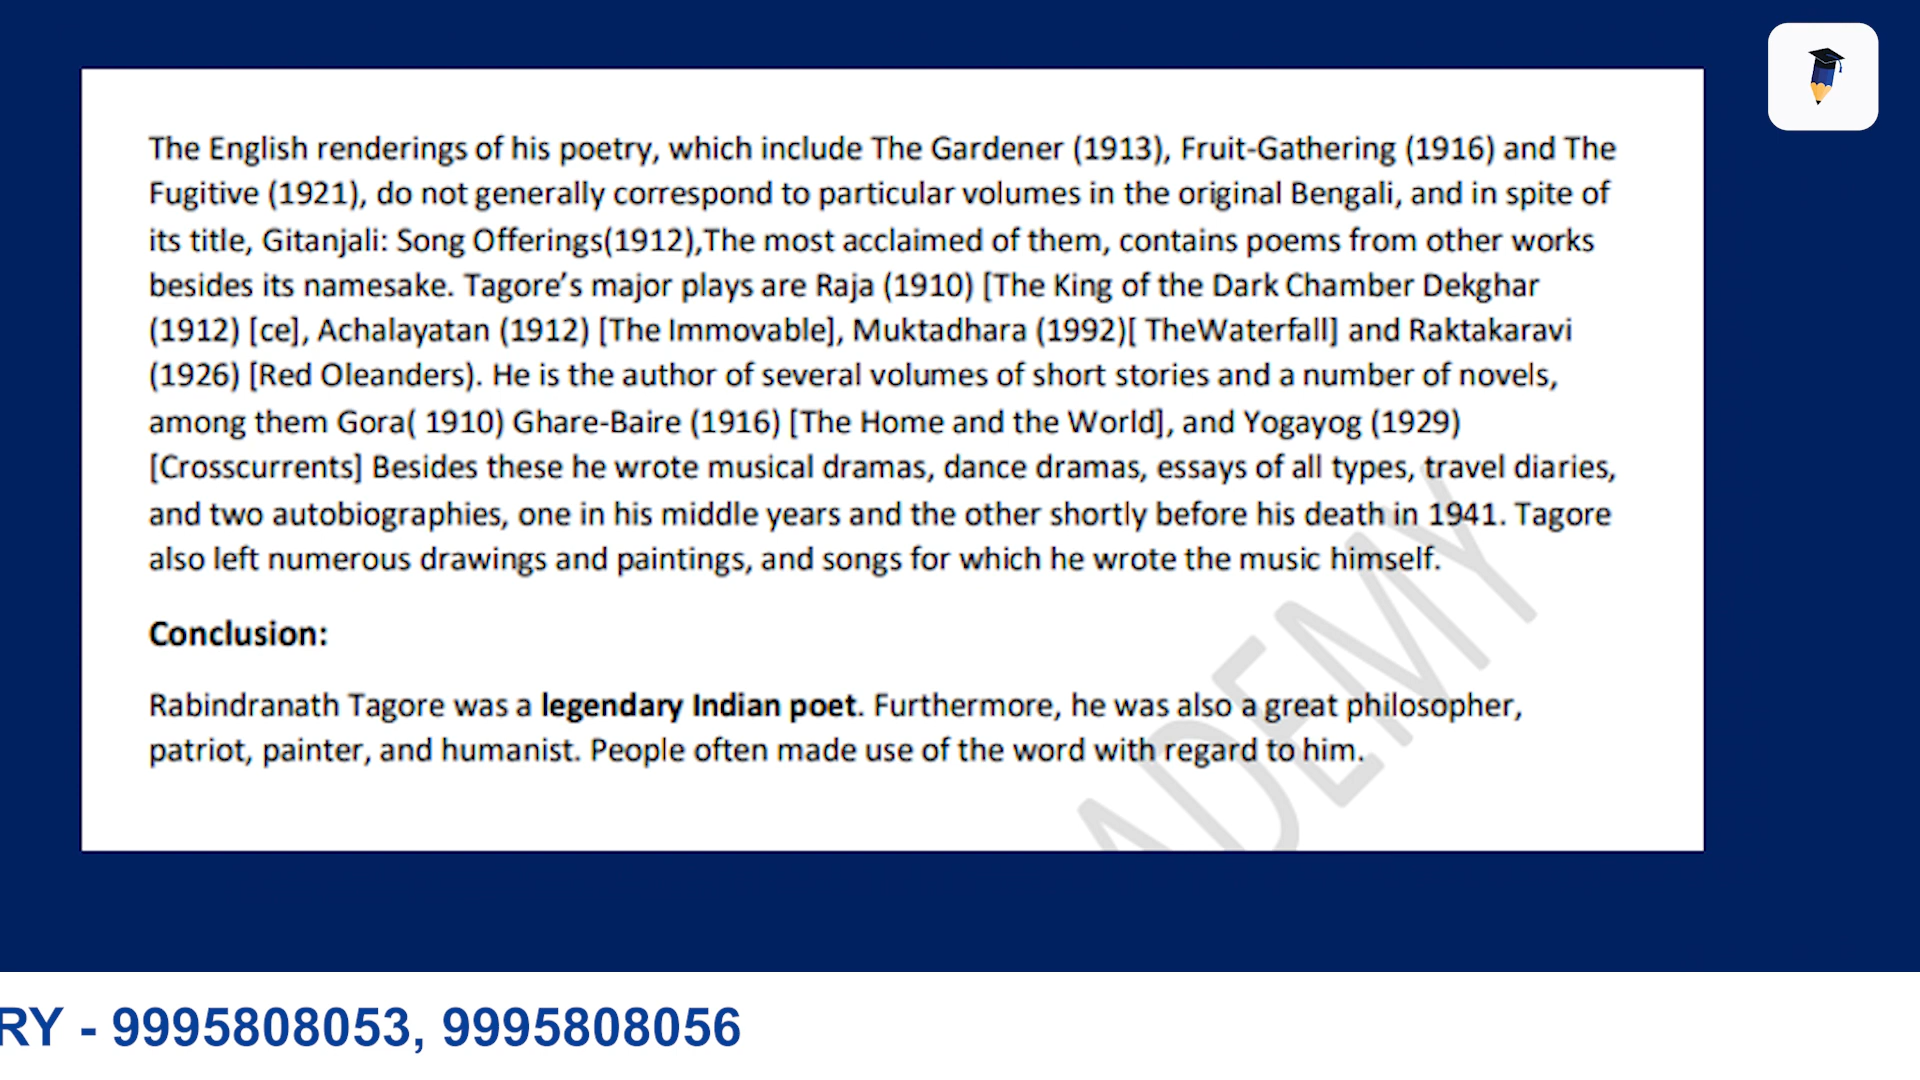 The English renderings of his poetry, which include The Gardener (1913), Fruit-Gathering (1916) and The
Fugitive (1921), do not generally correspond to particular volumes in the original Bengali, and in spite of
its title, Gitanjali: Song Offerings(1912),The most acclaimed of them, contains poems from other works
besides its namesake. Tagore’s major plays are Raja (1910) [The King of the Dark Chamber Dekghar
(1912) [ce], Achalayatan (1912) [The Immovable], Muktadhara (1992)[ TheWaterfall] and Raktakaravi
(1926) [Red Oleanders). He is the author of several volumes of short stories and a number of novels,
among them Gora( 1910) Ghare-Baire (1916) [The Home and the World], and Yogayog (1929)
[Crosscurrents] Besides these he wrote musical dramas, dance dramas, essays of all types, travel diaries,
and two autobiographies, one in his middle years and the other shortly before his death in 1941. Tagore
also left numerous drawings and paintings, and songs for which he wrote the music himself.
Conclusion:
Rabindranath Tagore was a legendary Indian poet. Furthermore, he was also a great philosopher,
patriot, painter, and humanist. People often made use of the word with regard to him.
ADEMY
RY - 9995808053, 9995808056